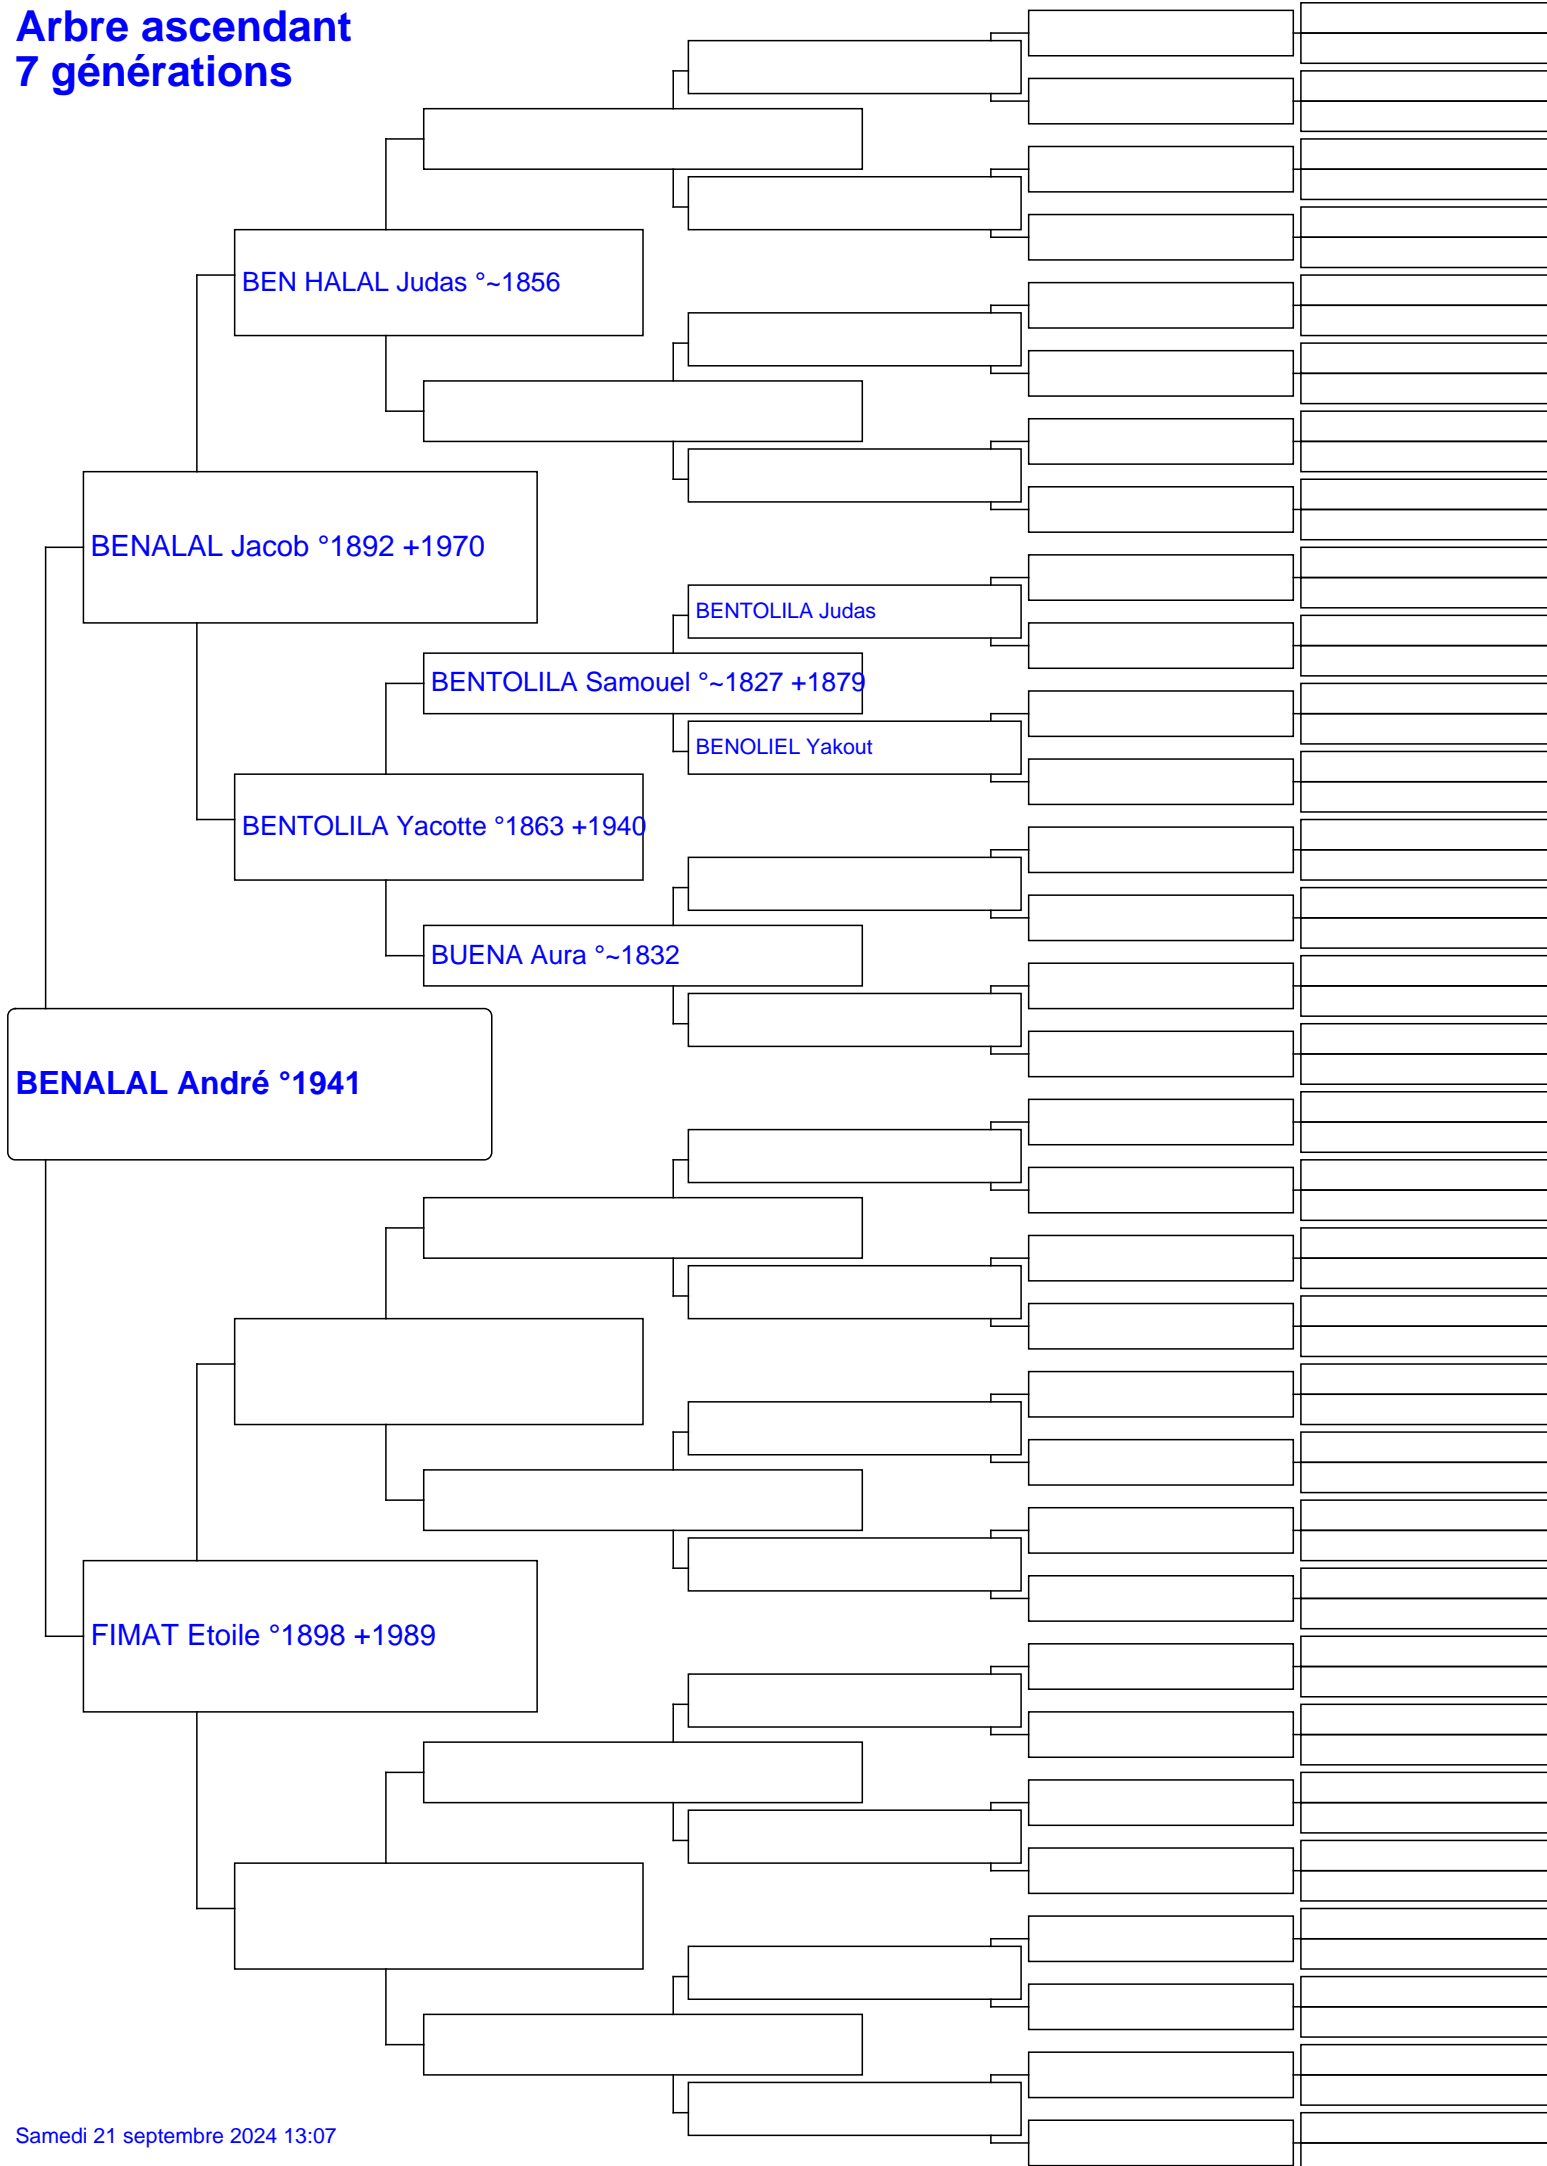 Arbre ascendant
7 générations
BEN HALAL Judas °~1856
BENALAL Jacob °1892 +1970
BENTOLILA Judas
BENTOLILA Samouel °~1827 +1879
BENOLIEL Yakout
BENTOLILA Yacotte °1863 +1940
BUENA Aura °~1832
BENALAL André °1941
FIMAT Etoile °1898 +1989
Samedi 21 septembre 2024 13:07